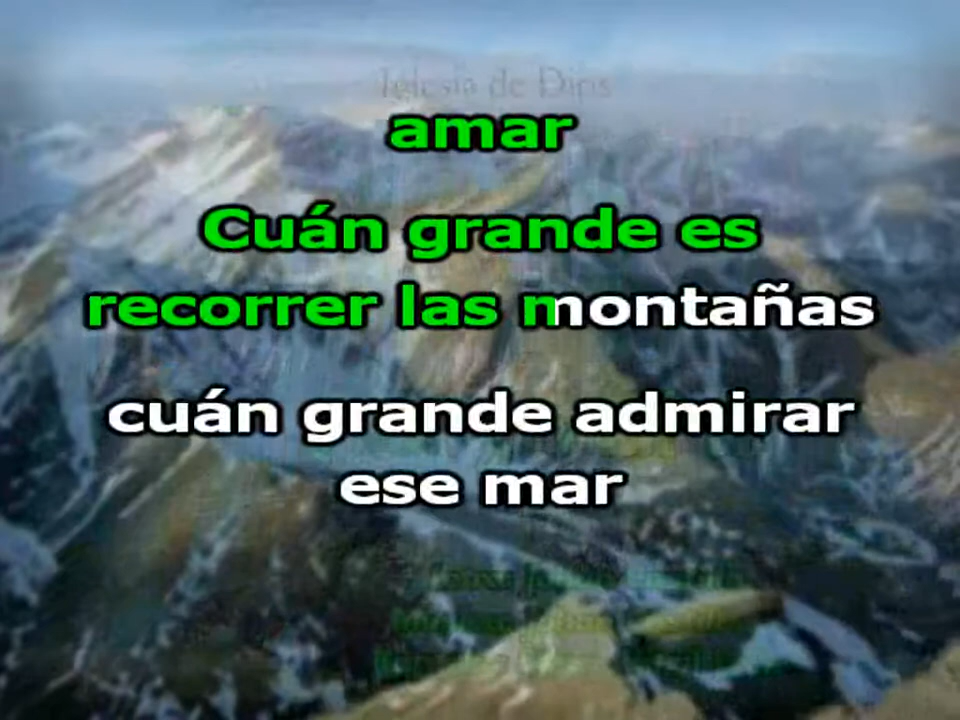 Iglesia de Dios
amar
Cuán grande es
recorrer las montañas
cuán grande admirar
ese mar